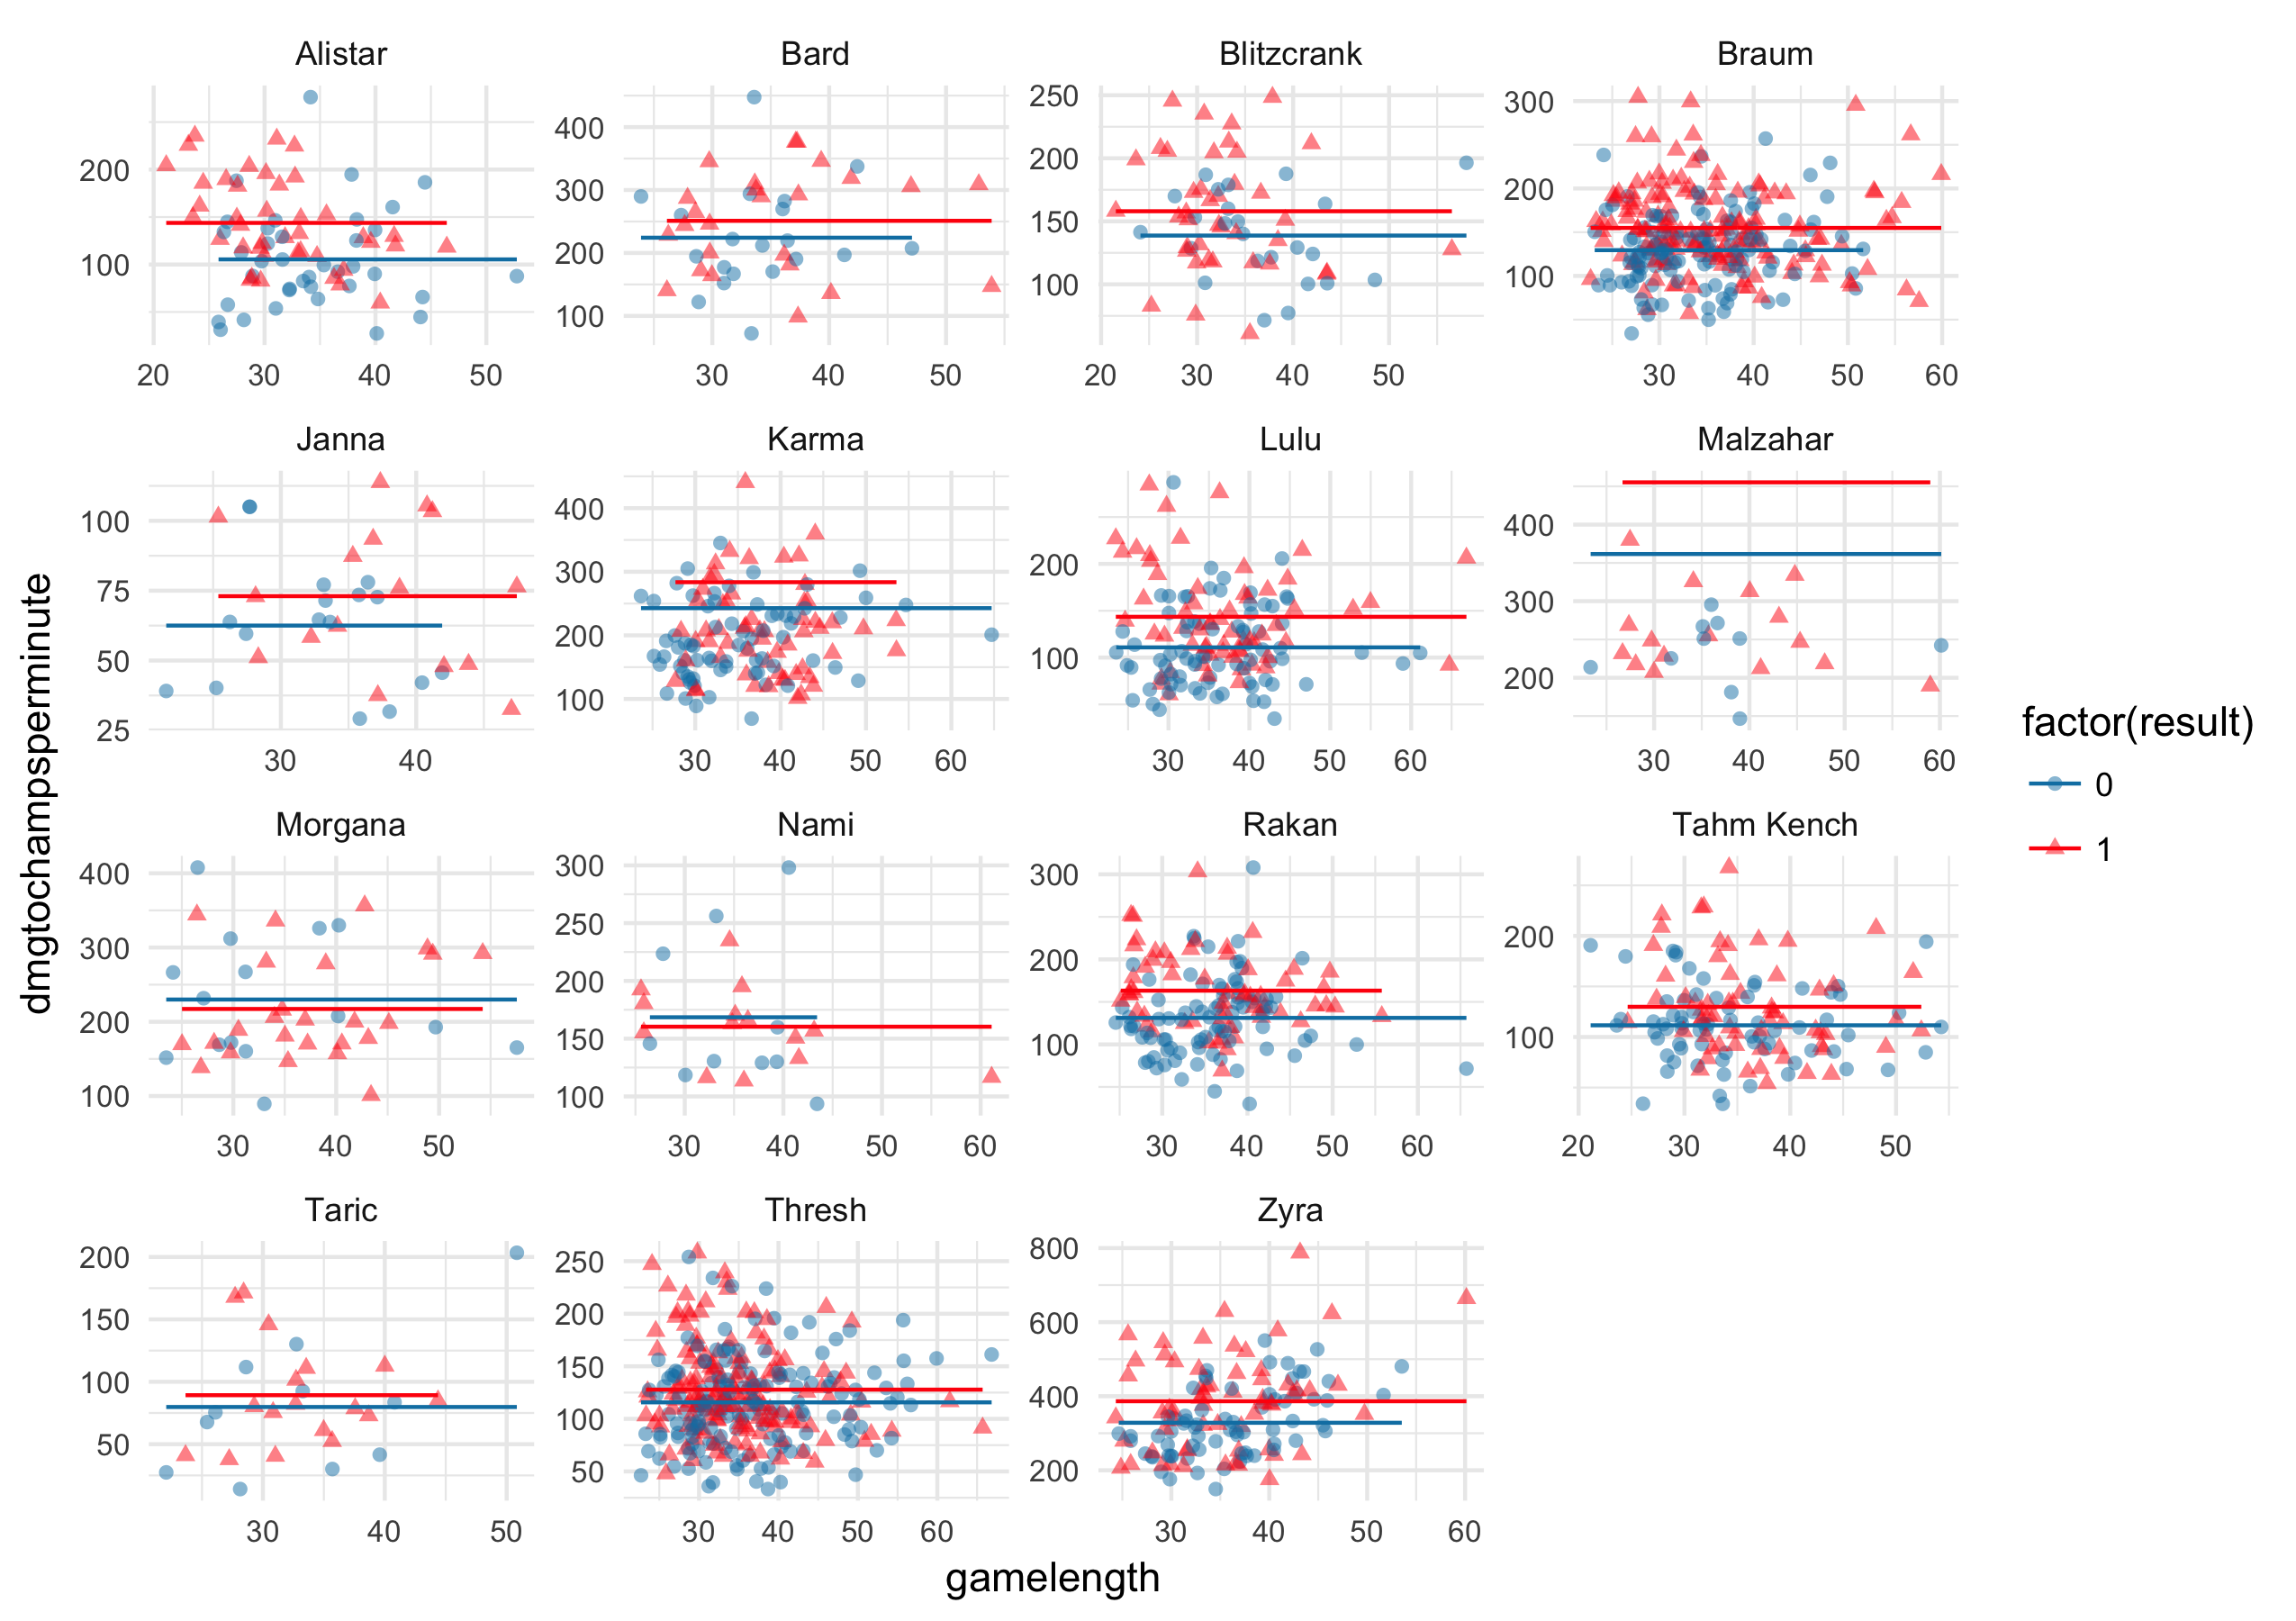 Alistar Bard Blitzcrank Braum
200
100
20 30 40 50
400
300
200
100
30 40 50
250
200
150
100
20 30 40 50
300
200
100
30 40 50 60
Janna Karma Lulu Malzahar
100
75
50
25
30 40
400
300
200
100
30 40 50 60
200
100
30 40 50 60
400
300
200
30 40 50 60
Morgana Nami Rakan Tahm Kench
400
300
200
100
30 40 50
300
250
200
150
100
30 40 50 60
300
200
100
30 40 50 60
200
100
20 30 40 50
Taric Thresh Zyra
200
150
100
50
30 40 50
250
200
150
100
50
30 40 50 60
800
600
400
200
30 40 50 60
dmgtochampsperminute
gamelength
factor(result)
0
1